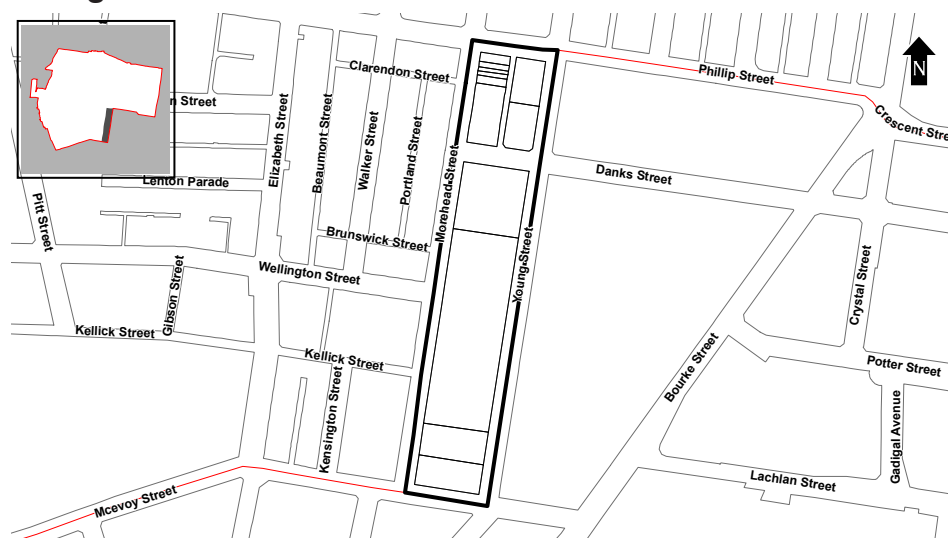 Clarendon Street
Phillip Street
N
n Street
Crescent Stre
Elizabeth Street
Beaumont Street
Walker Street
Portland Street
Morehead Street
Lenton Parade
Danks Street
Pitt Street
Brunswick Street
Young Street
Wellington Street
Gibson Street
Crystal Street
Kellick Street
Kellick Street
Bourke Street
Potter Street
Kensington Street
Gadigal Avenue
Lachlan Street
Mcevoy Street